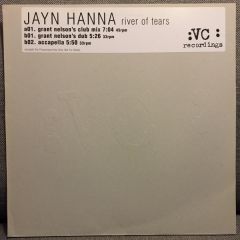 JAYN HANNA river of tears
a01. grant nelson's club mix 7:04 45rpm
b01. grant nelson's dub 5:26 33rpm
b02. accapella 5:50 33rpm
:VC:
recordings